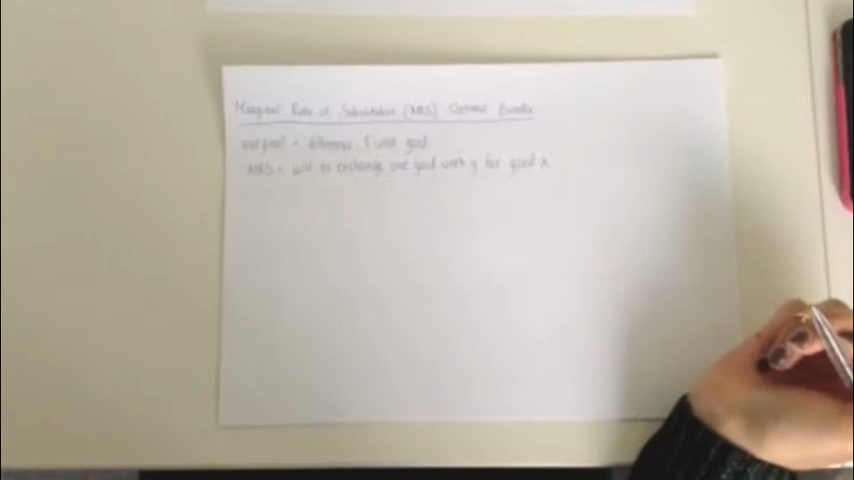 Marginal Rate of Substitution (MRS) Optimal Bundle
marginal = difference, 1 unit good
MRS = will to exchange one good with y for good x